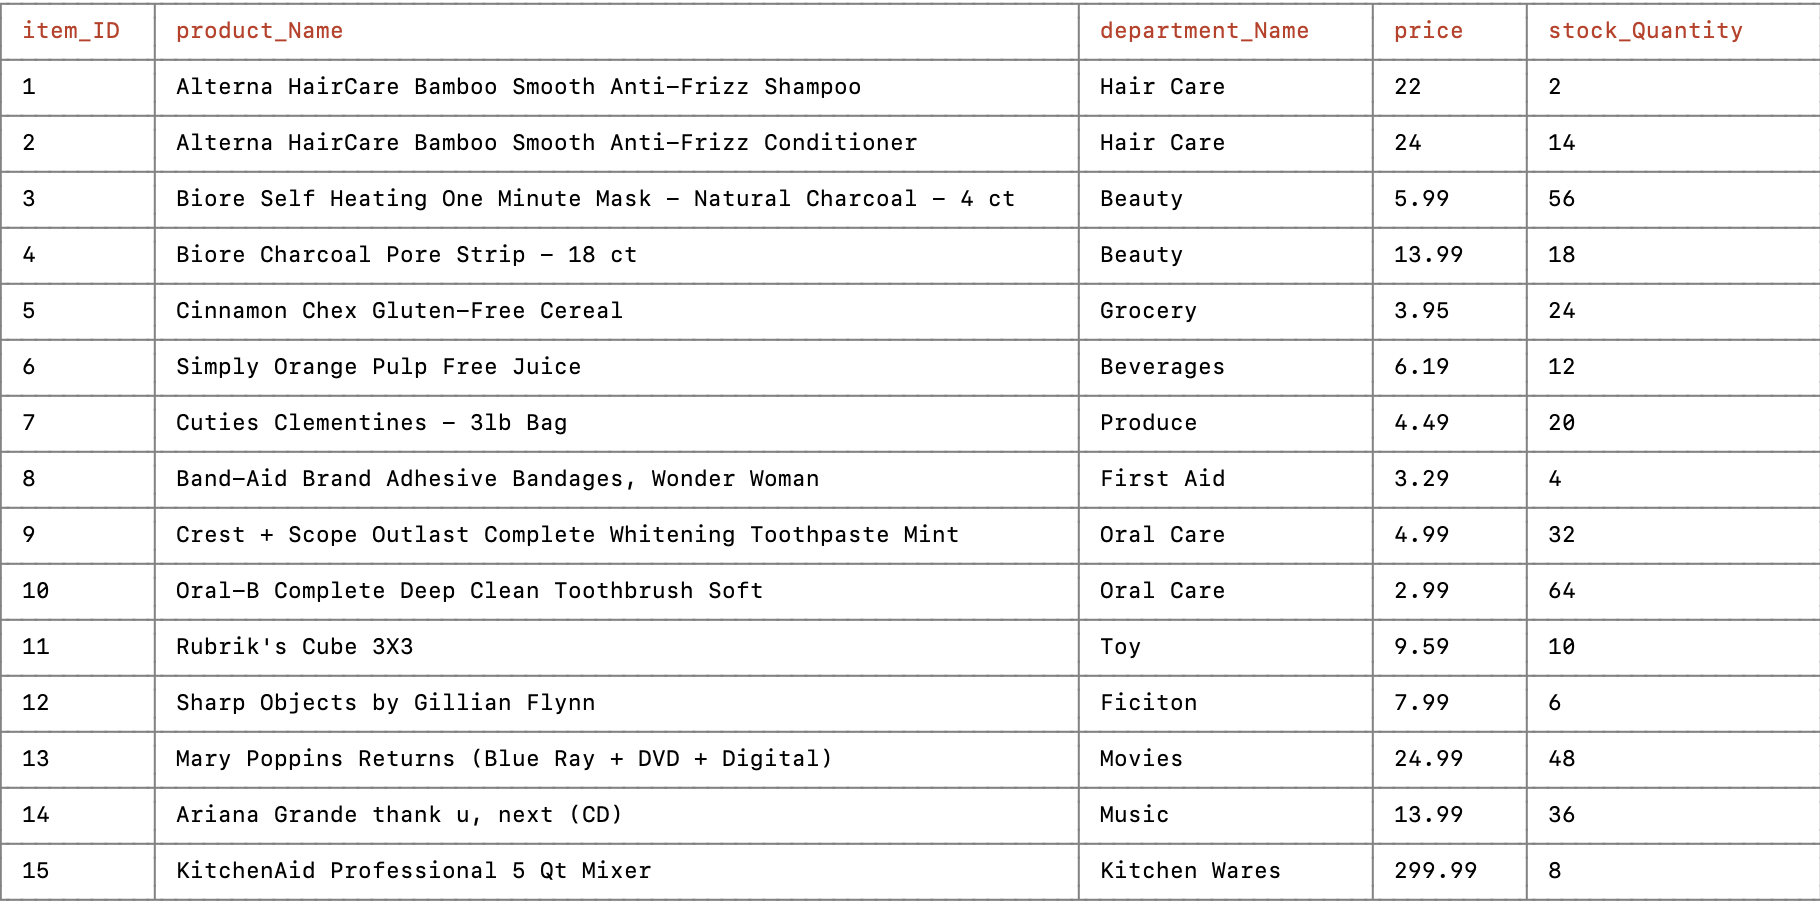 item_ID product_Name department_Name price stock_Quantity
1 Alterna HairCare Bamboo Smooth Anti-Frizz Shampoo Hair Care 22 2
2 Alterna HairCare Bamboo Smooth Anti-Frizz Conditioner Hair Care 24 14
3 Biore Self Heating One Minute Mask - Natural Charcoal - 4 ct Beauty 5.99 56
4 Biore Charcoal Pore Strip - 18 ct Beauty 13.99 18
5 Cinnamon Chex Gluten-Free Cereal Grocery 3.95 24
6 Simply Orange Pulp Free Juice Beverages 6.19 12
7 Cuties Clementines - 3lb Bag Produce 4.49 20
8 Band-Aid Brand Adhesive Bandages, Wonder Woman First Aid 3.29 4
9 Crest + Scope Outlast Complete Whitening Toothpaste Mint Oral Care 4.99 32
10 Oral-B Complete Deep Clean Toothbrush Soft Oral Care 2.99 64
11 Rubrik's Cube 3X3 Toy 9.59 10
12 Sharp Objects by Gillian Flynn Ficiton 7.99 6
13 Mary Poppins Returns (Blue Ray + DVD + Digital) Movies 24.99 48
14 Ariana Grande thank u, next (CD) Music 13.99 36
15 KitchenAid Professional 5 Qt Mixer Kitchen Wares 299.99 8